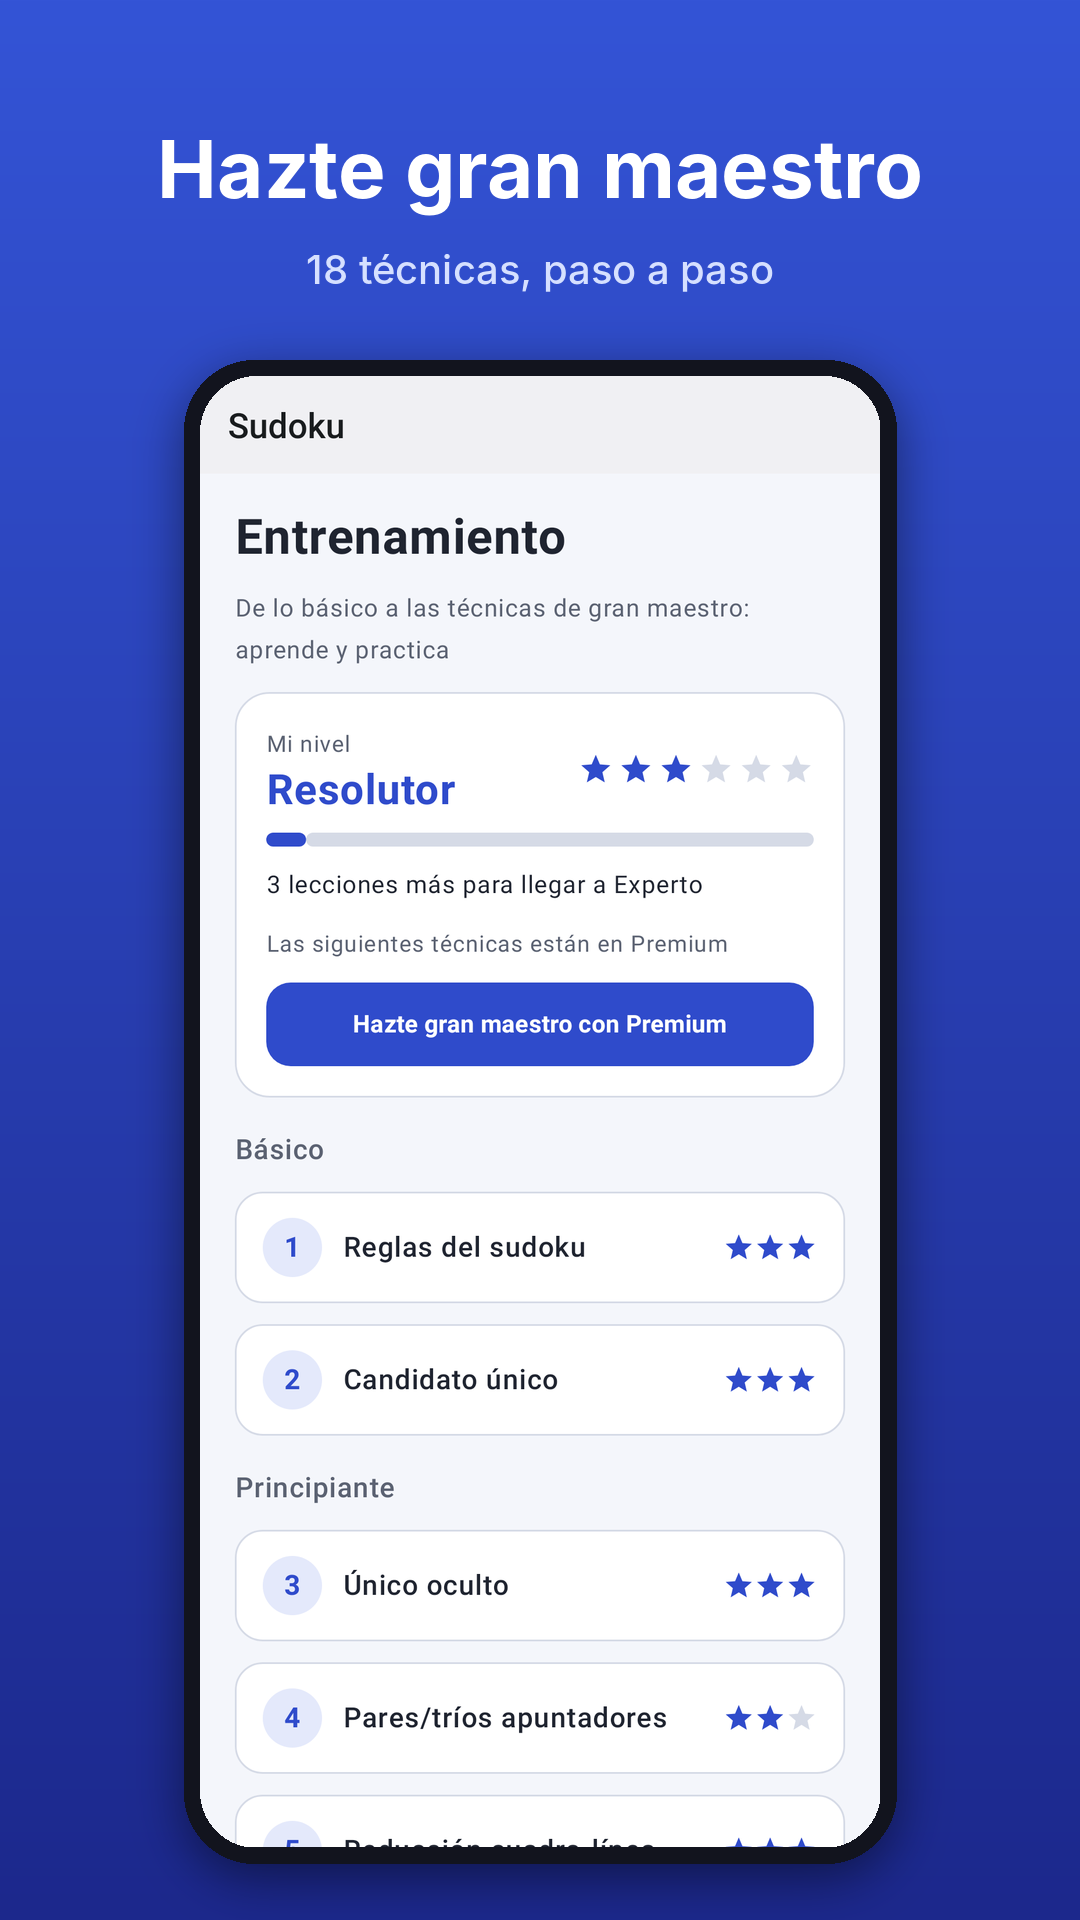 Hazte gran maestro
18 técnicas, paso a paso
Sudoku
Entrenamiento
De lo básico a las técnicas de gran maestro:
aprende y practica
Mi nivel
Resolutor
3 lecciones más para llegar a Experto
Las siguientes técnicas están en Premium
Hazte gran maestro con Premium
Básico
1 Reglas del sudoku
2 Candidato único
Principiante
3 Único oculto
4 Pares/tríos apuntadores